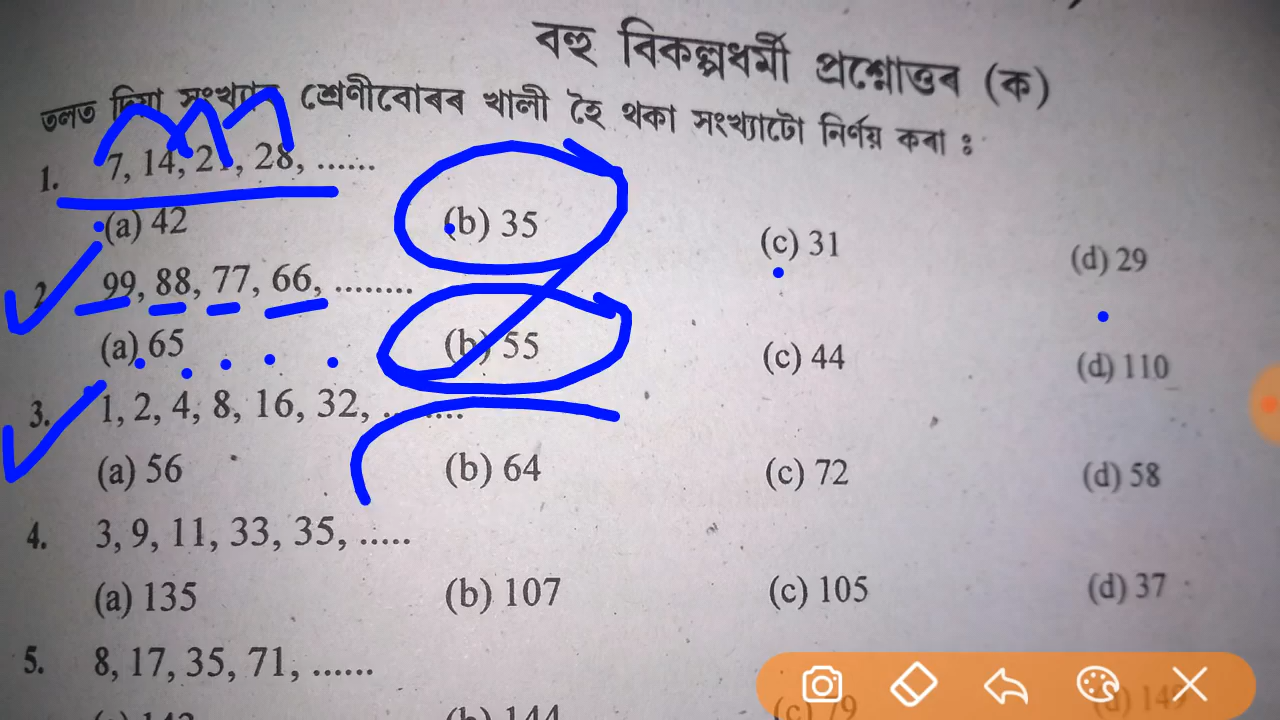 বহু বিকল্পধৰ্মী প্ৰশ্নোত্তৰ (ক)
তলত দিয়া সংখ্যাৰ শ্ৰেণীবোৰৰ খালী হৈ থকা সংখ্যাটো নিৰ্ণয় কৰা ঃ
1. 7, 14, 21, 28, ......
(a) 42 (b) 35 (c) 31 (d) 29
2. 99, 88, 77, 66, ........
(a) 65 (b) 55 (c) 44 (d) 110
3. 1, 2, 4, 8, 16, 32, ........
(a) 56 (b) 64 (c) 72 (d) 58
4. 3, 9, 11, 33, 35, .....
(a) 135 (b) 107 (c) 105 (d) 37
5. 8, 17, 35, 71, ......
(b) 144 (c) 79 (d)